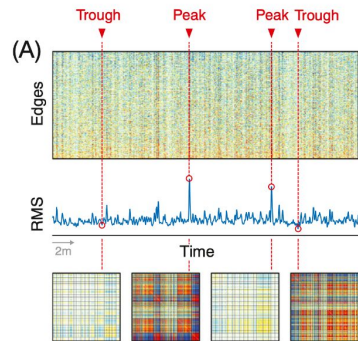 Trough Peak Peak Trough
(A)
Edges
RMS
2m
Time